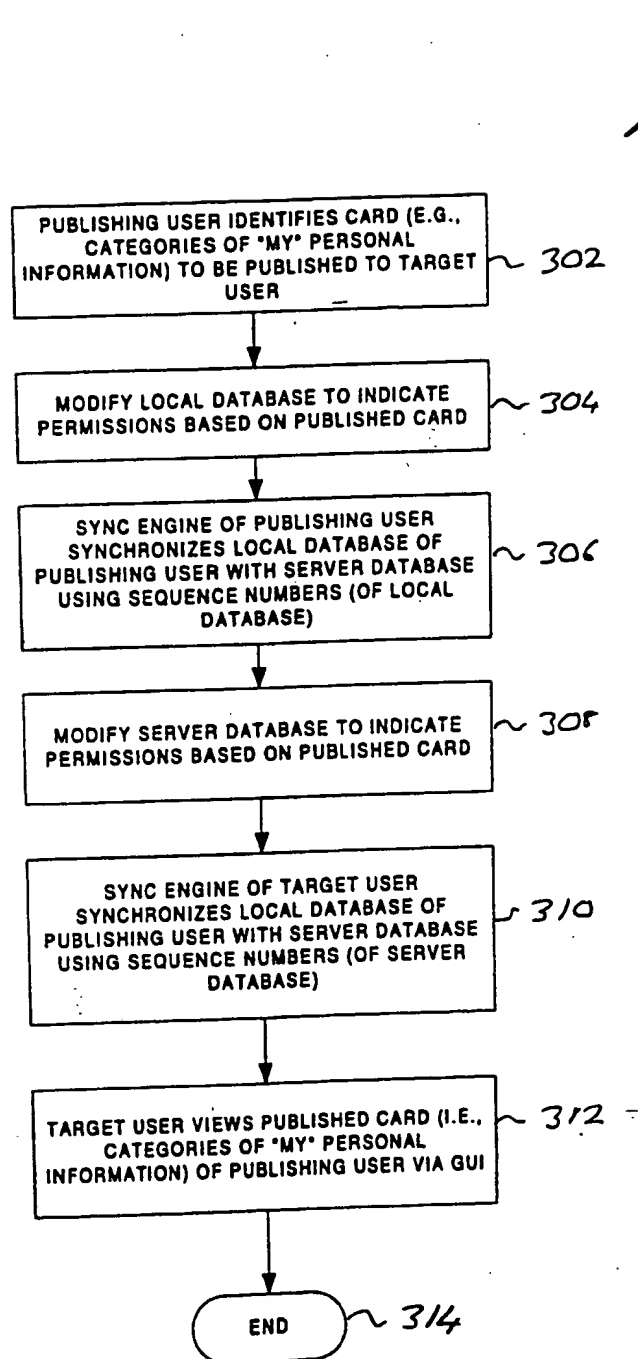 PUBLISHING USER IDENTIFIES CARD (E.G.,
CATEGORIES OF "MY" PERSONAL
INFORMATION) TO BE PUBLISHED TO TARGET
USER
302
MODIFY LOCAL DATABASE TO INDICATE
PERMISSIONS BASED ON PUBLISHED CARD
304
SYNC ENGINE OF PUBLISHING USER
SYNCHRONIZES LOCAL DATABASE OF
PUBLISHING USER WITH SERVER DATABASE
USING SEQUENCE NUMBERS (OF LOCAL
DATABASE)
306
MODIFY SERVER DATABASE TO INDICATE
PERMISSIONS BASED ON PUBLISHED CARD
308
SYNC ENGINE OF TARGET USER
SYNCHRONIZES LOCAL DATABASE OF
PUBLISHING USER WITH SERVER DATABASE
USING SEQUENCE NUMBERS (OF SERVER
DATABASE)
310
TARGET USER VIEWS PUBLISHED CARD (I.E.,
CATEGORIES OF "MY" PERSONAL
INFORMATION) OF PUBLISHING USER VIA GUI
312
END
314